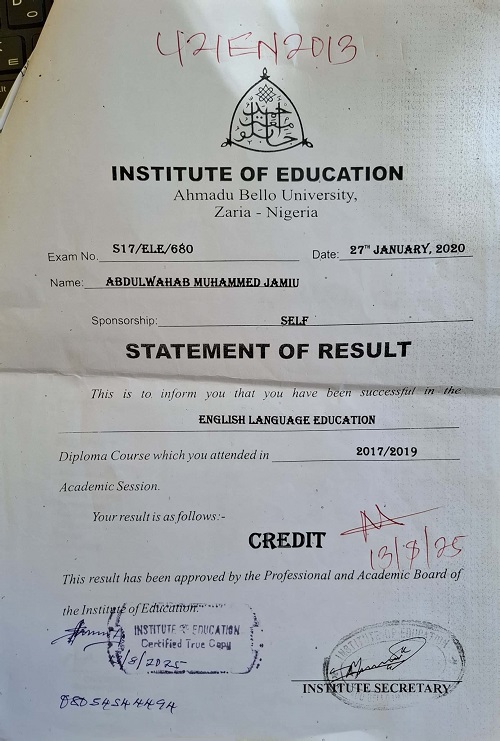 U21EN2013
INSTITUTE OF EDUCATION
Ahmadu Bello University,
Zaria - Nigeria
Exam No. S17/ELE/680 Date: 27TH JANUARY, 2020
Name: ABDULWAHAB MUHAMMED JAMIU
Sponsorship: SELF
STATEMENT OF RESULT
This is to inform you that you have been successful in the
ENGLISH LANGUAGE EDUCATION
Diploma Course which you attended in 2017/2019
Academic Session.
Your result is as follows:-
CREDIT
13/8/25
This result has been approved by the Professional and Academic Board of
the Institute of Education.
INSTITUTE OF EDUCATION
Certified True Copy
/8/2025
INSTITUTE OF EDUCATION
INSTITUTE SECRETARY
08054544494